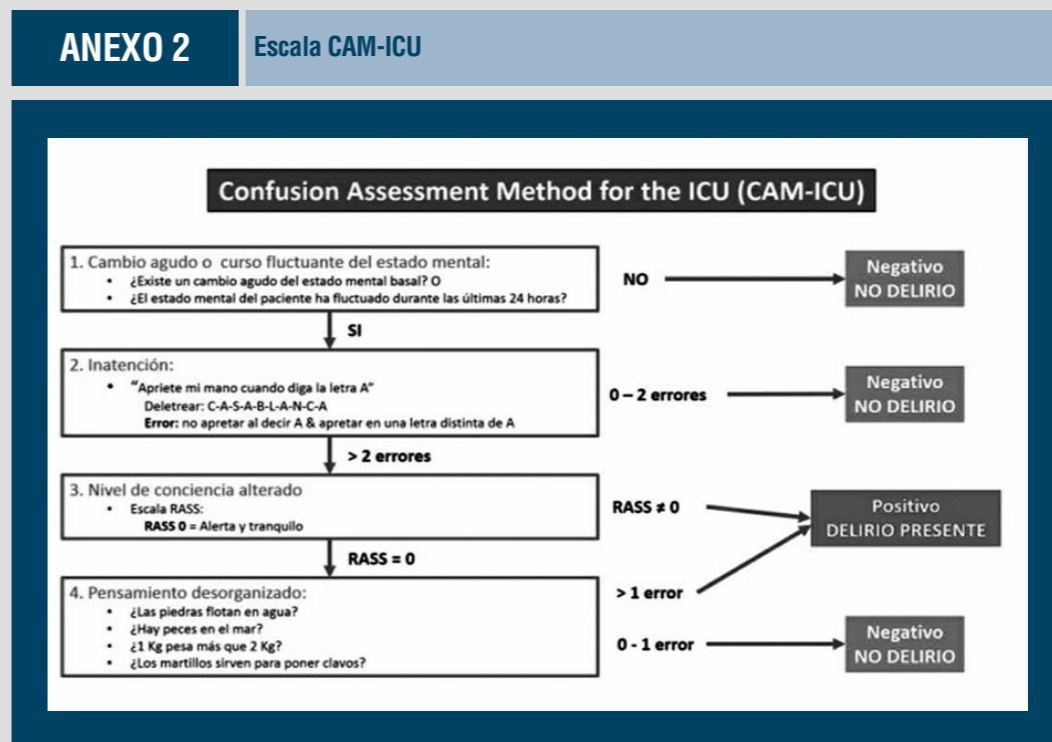 ANEXO 2
Escala CAM-ICU
Confusion Assessment Method for the ICU (CAM-ICU)
1. Cambio agudo o curso fluctuante del estado mental:
• ¿Existe un cambio agudo del estado mental basal? O
• ¿El estado mental del paciente ha fluctuado durante las últimas 24 horas?
NO
Negativo
NO DELIRIO
SI
2. Inatención:
• “Apriete mi mano cuando diga la letra A”
Deletrear: C-A-S-A-B-L-A-N-C-A
Error: no apretar al decir A & apretar en una letra distinta de A
0 – 2 errores
Negativo
NO DELIRIO
> 2 errores
3. Nivel de conciencia alterado
• Escala RASS:
RASS 0 = Alerta y tranquilo
RASS ≠ 0
Positivo
DELIRIO PRESENTE
RASS = 0
4. Pensamiento desorganizado:
• ¿Las piedras flotan en agua?
• ¿Hay peces en el mar?
• ¿1 Kg pesa más que 2 Kg?
• ¿Los martillos sirven para poner clavos?
> 1 error
0 - 1 error
Negativo
NO DELIRIO